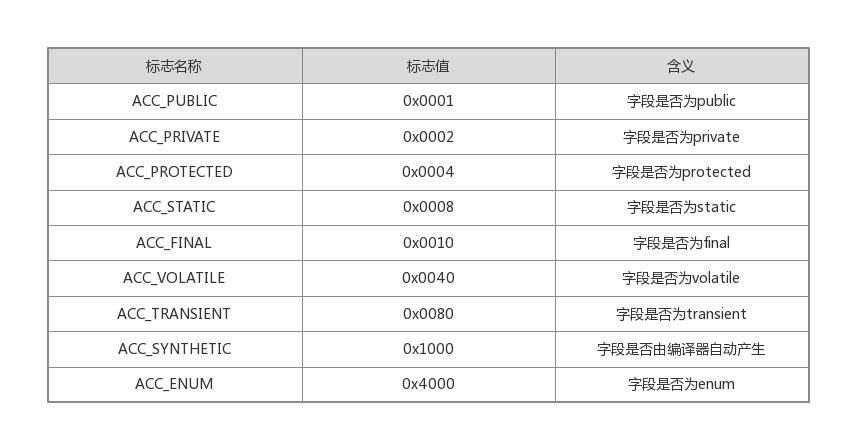 标志名称 标志值 含义
ACC_PUBLIC 0x0001 字段是否为public
ACC_PRIVATE 0x0002 字段是否为private
ACC_PROTECTED 0x0004 字段是否为protected
ACC_STATIC 0x0008 字段是否为static
ACC_FINAL 0x0010 字段是否为final
ACC_VOLATILE 0x0040 字段是否为volatile
ACC_TRANSIENT 0x0080 字段是否为transient
ACC_SYNTHETIC 0x1000 字段是否由编译器自动产生
ACC_ENUM 0x4000 字段是否为enum